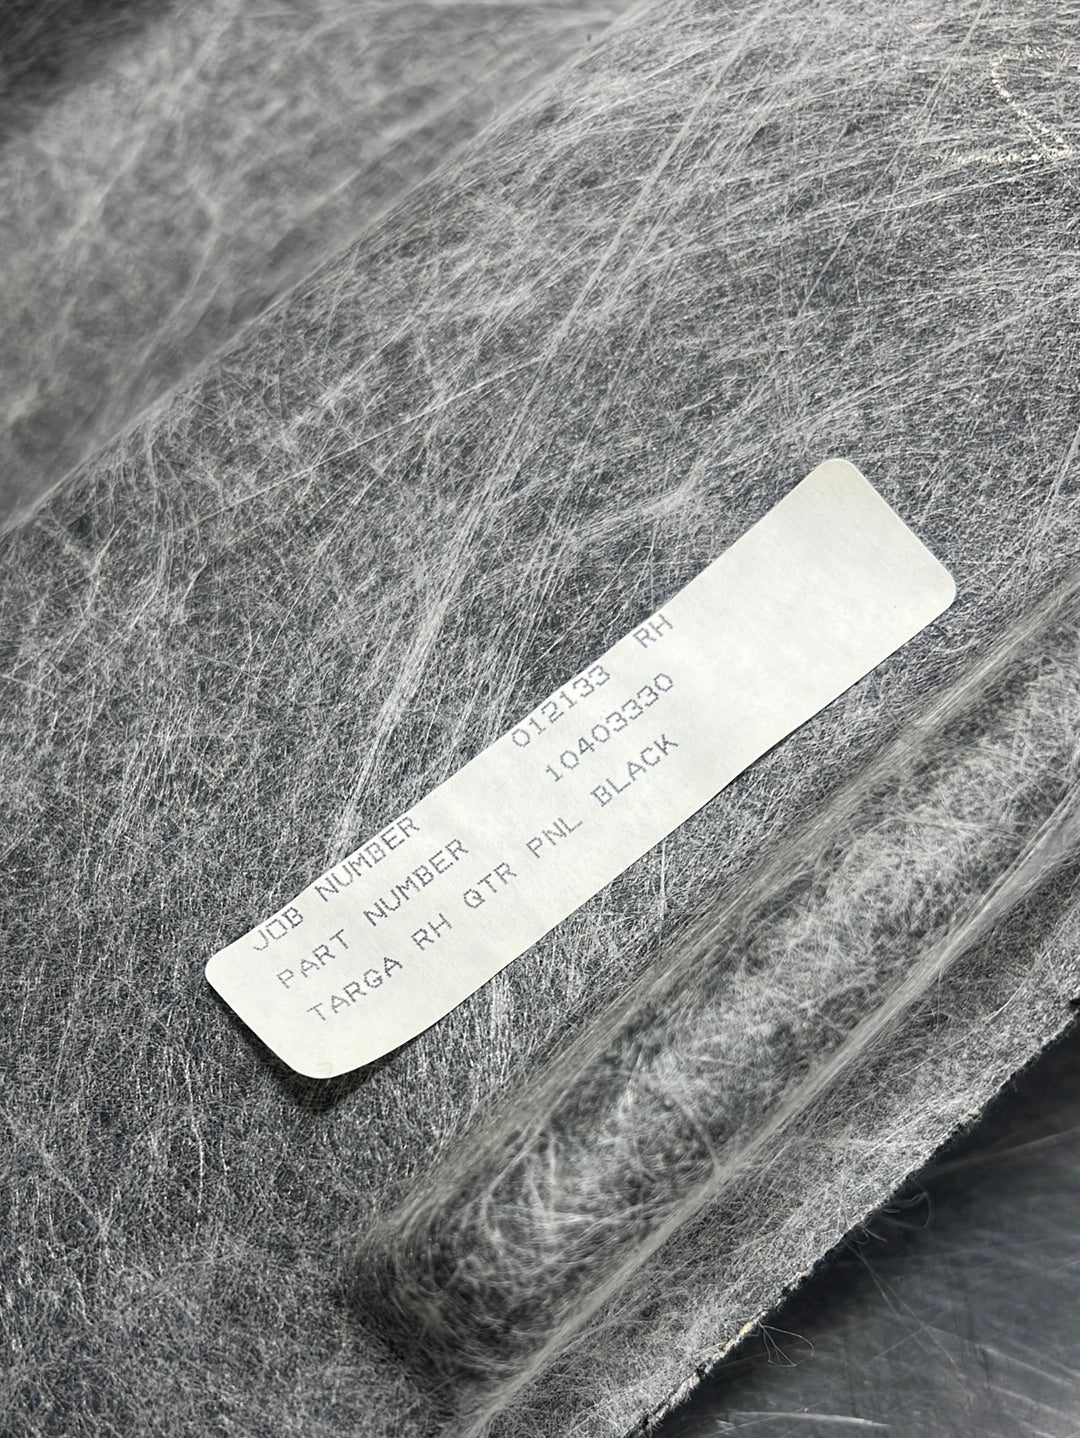 JOB NUMBER 012133 RH
PART NUMBER 10403330
TARGA RH QTR PNL BLACK